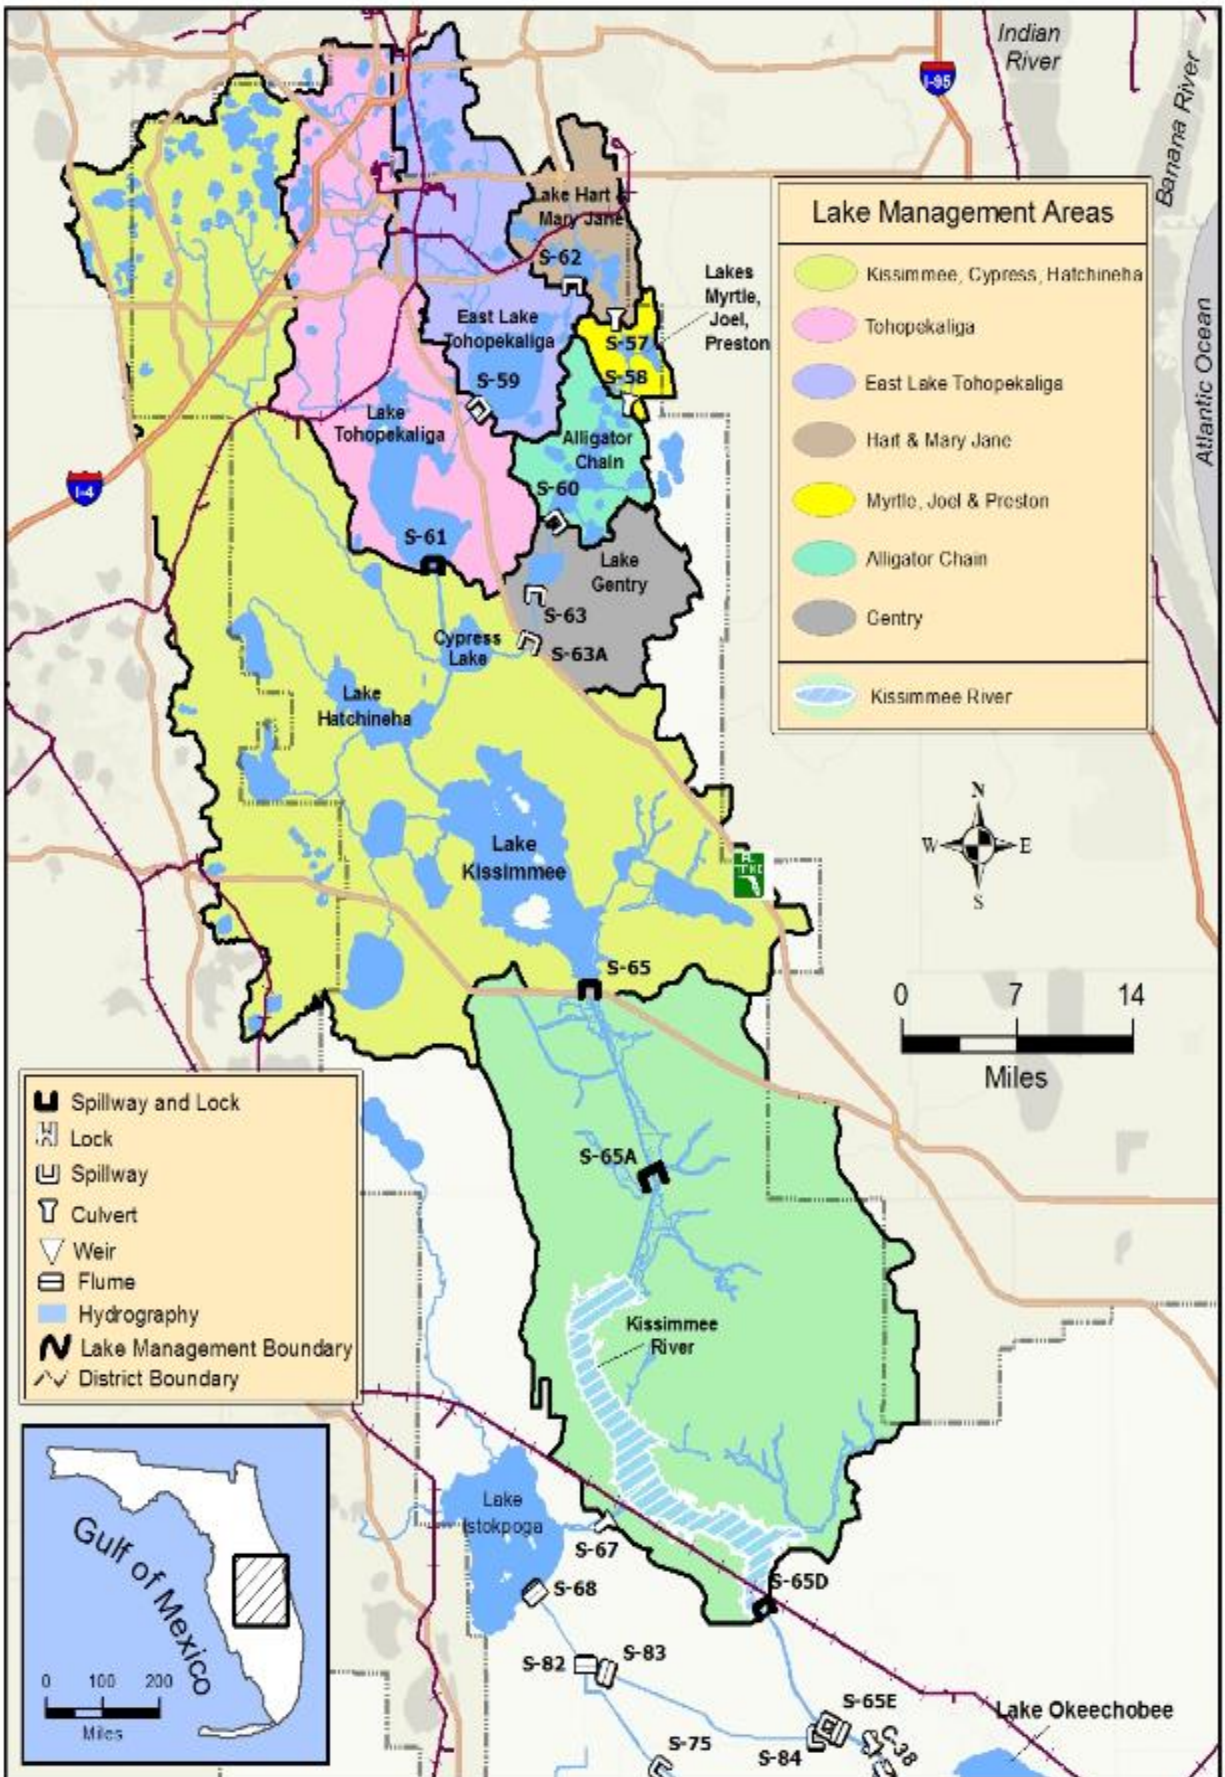 Indian
River
I-95
Banana River
Lake Hart &
Mary Jane
S-62
Lakes
Myrtle,
Joel,
Preston
East Lake
Tohopekaliga
S-57
S-58
S-59
Lake
Tohopekaliga
Alligator
Chain
S-60
I-4
S-61
Lake
Gentry
S-63
Cypress
Lake
S-63A
Lake
Hatchineha
Lake
Kissimmee
S-65
Atlantic Ocean
Lake Management Areas
Kissimmee, Cypress, Hatchineha
Tohopekaliga
East Lake Tohopekaliga
Hart & Mary Jane
Myrtle, Joel & Preston
Alligator Chain
Gentry
Kissimmee River
N
W E
S
0 7 14
Miles
Spillway and Lock
Lock
Spillway
Culvert
Weir
Flume
Hydrography
Lake Management Boundary
District Boundary
S-65A
Kissimmee
River
Lake
Istokpoga
S-67
S-68
S-65D
S-82
S-83
S-65E
S-84
C-38
S-75
Lake Okeechobee
Gulf of Mexico
0 100 200
Miles